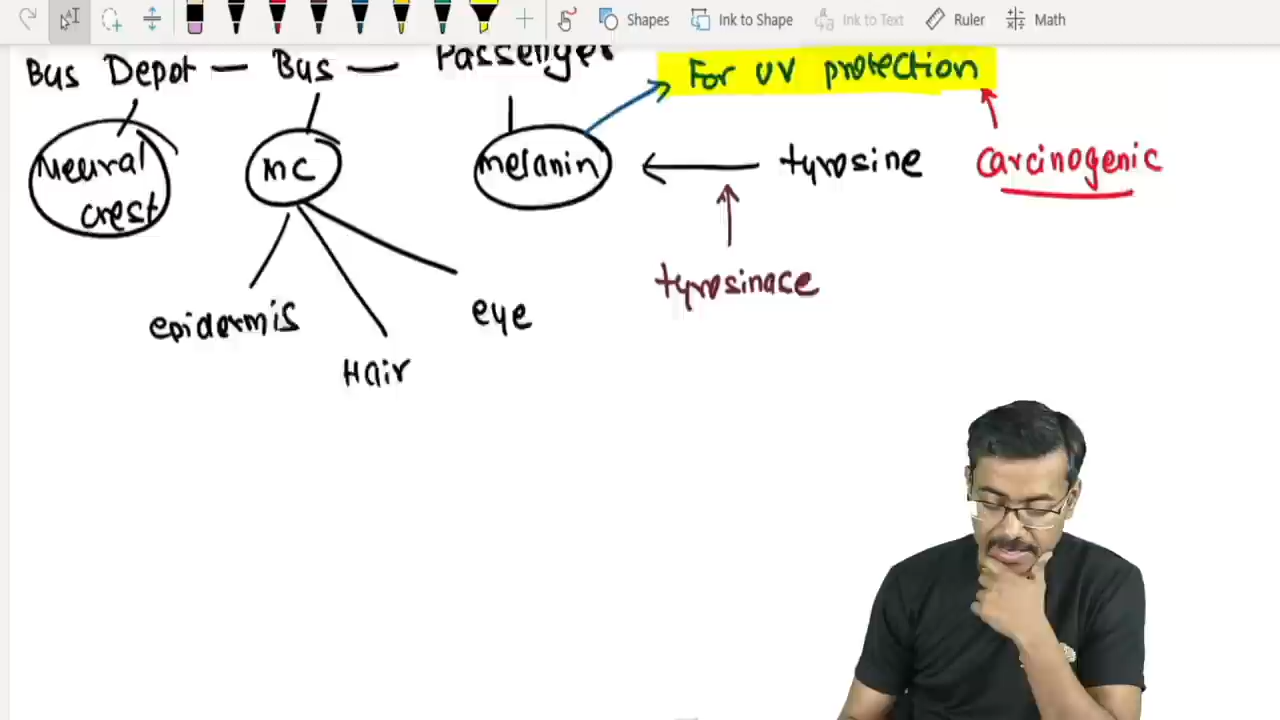 Shapes
Ink to Shape
Ink to Text
Ruler
Math
Bus Depot — Bus — Passenger
For UV protection
Neural crest
MC
melanin
tyrosine
carcinogenic
tyrosinace
epidermis
Hair
eye